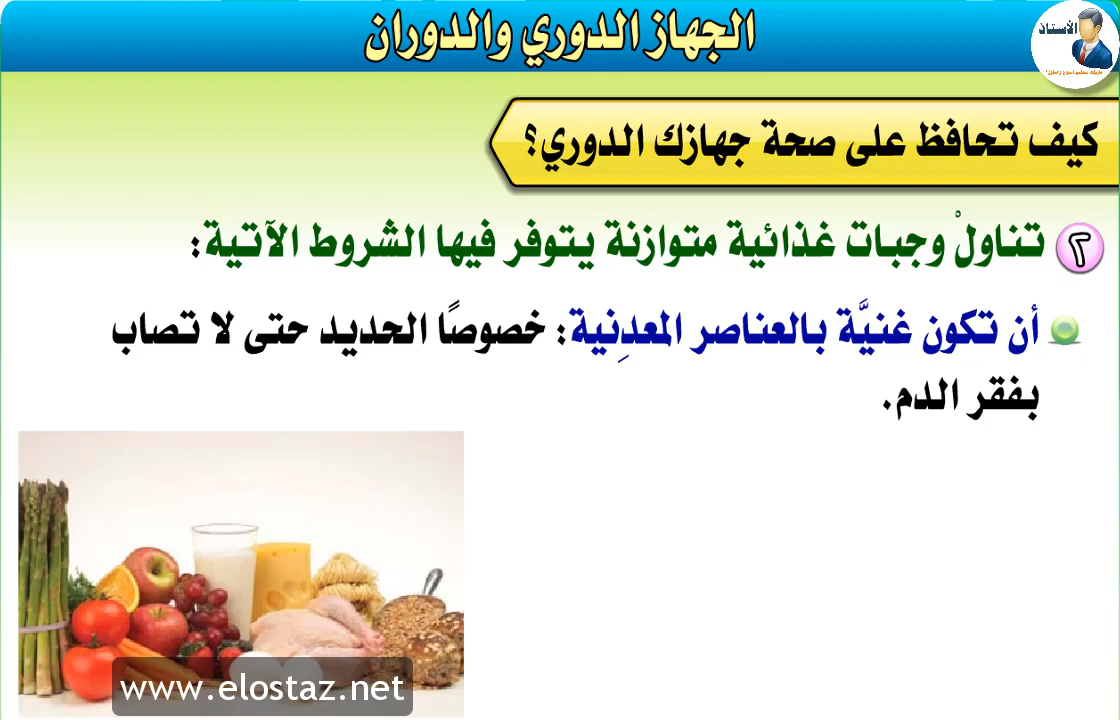 الجهاز الدوري والدوران
الأستاذ
كيف تحافظ على صحة جهازك الدوري؟
٢ تناولْ وجبات غذائية متوازنة يتوفر فيها الشروط الآتية:
أن تكون غنيَّة بالعناصر المعدِنية: خصوصًا الحديد حتى لا تصاب
بفقر الدم.
www.elostaz.net